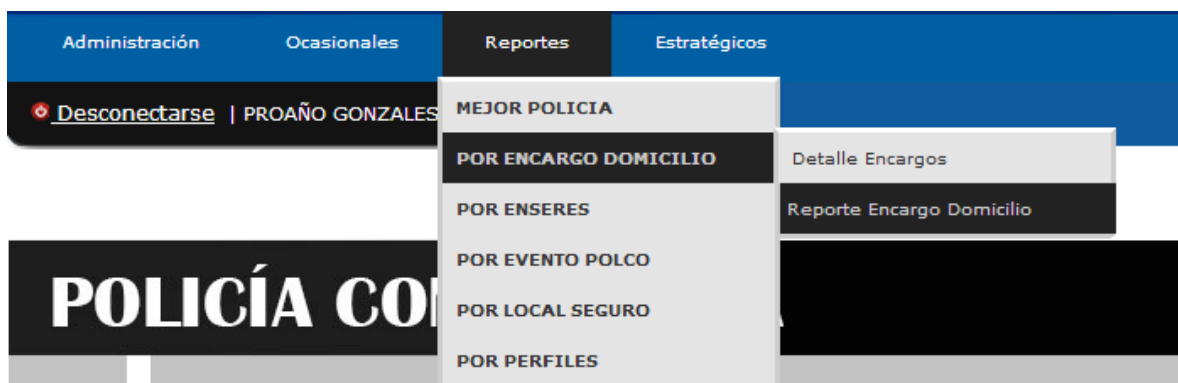 Administración Ocasionales Reportes Estratégicos
Desconectarse | PROAÑO GONZALES
MEJOR POLICIA
POR ENCARGO DOMICILIO Detalle Encargos
POR ENSERES Reporte Encargo Domicilio
POR EVENTO POLCO
POLICÍA
POR LOCAL SEGURO
POR PERFILES